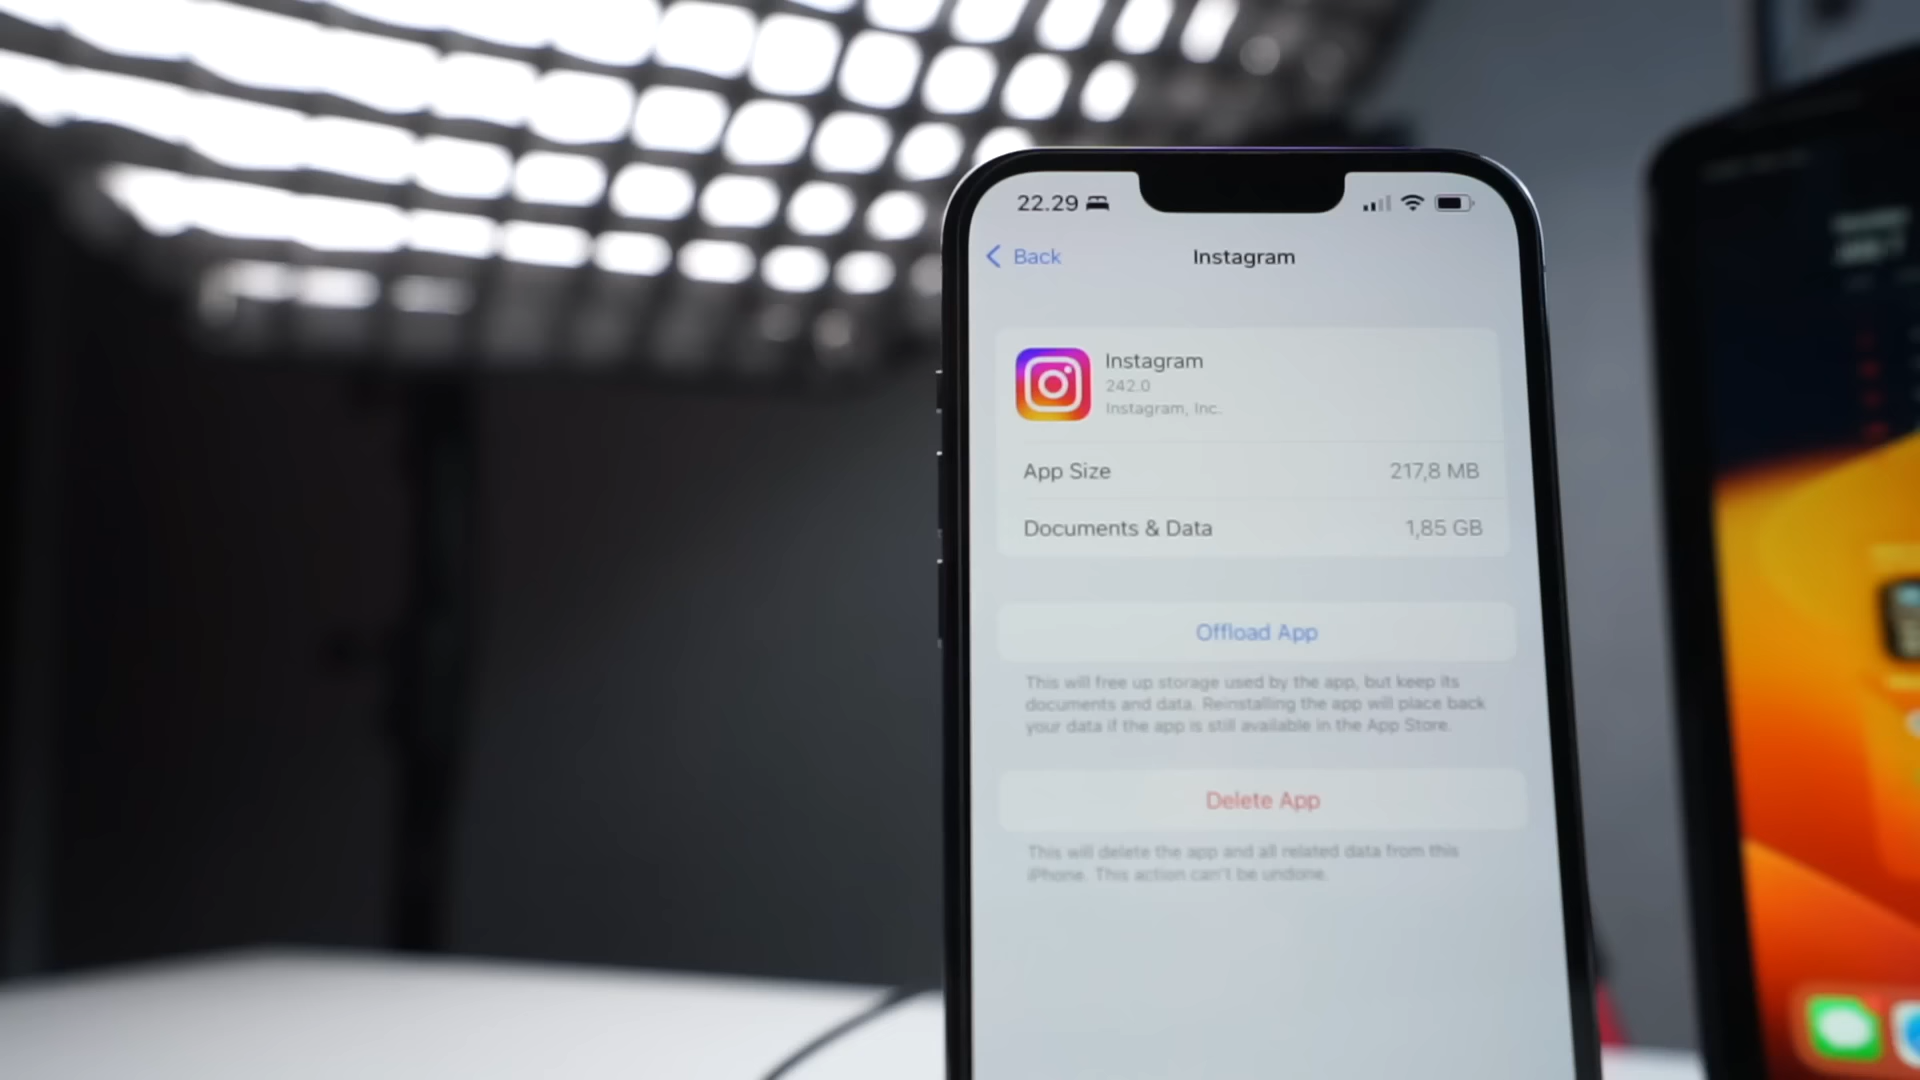 22.29
Back
Instagram
Instagram
242.0
Instagram, Inc.
App Size 217,8 MB
Documents & Data 1,85 GB
Offload App
This will free up storage used by the app, but keep its
documents and data. Reinstalling the app will place back
your data if the app is still available in the App Store.
Delete App
This will delete the app and all related data from this
iPhone. This action can't be undone.